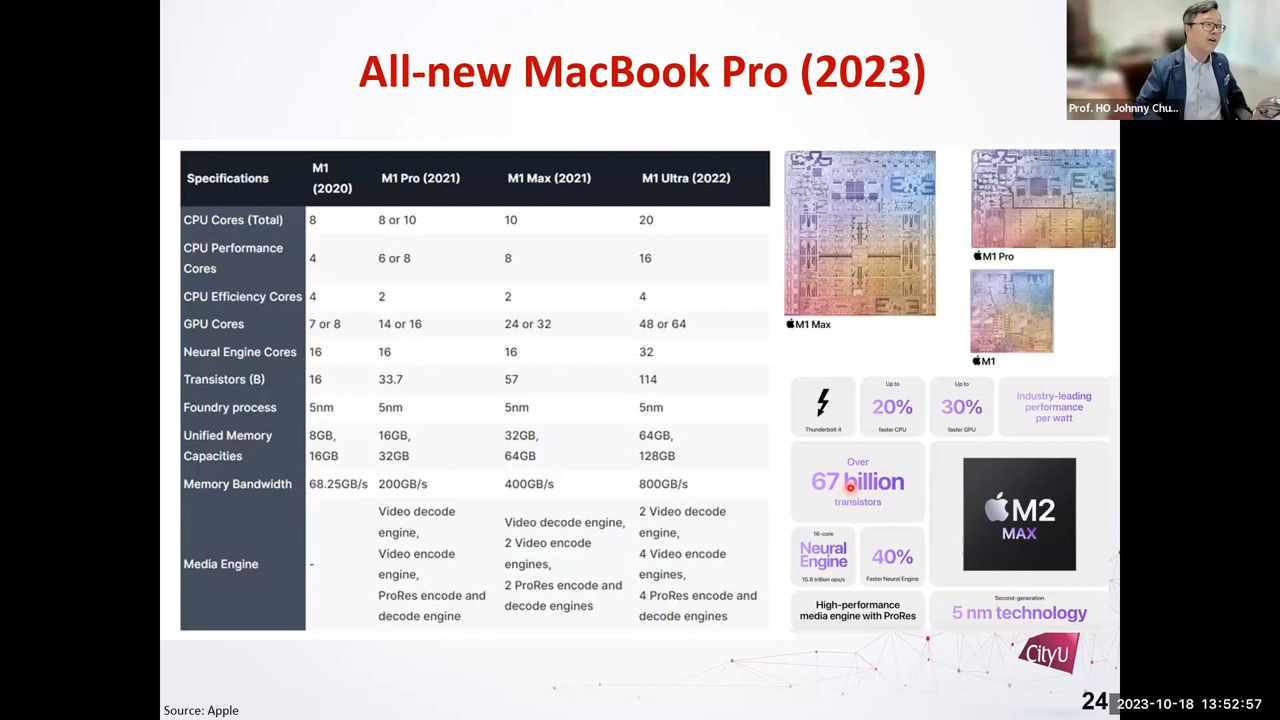 All-new MacBook Pro (2023)
Prof. HO Johnny Chu...
Specifications
M1
(2020)
M1 Pro (2021)
M1 Max (2021)
M1 Ultra (2022)
CPU Cores (Total)
8
8 or 10
10
20
CPU Performance
Cores
4
6 or 8
8
16
CPU Efficiency Cores
4
2
2
4
GPU Cores
7 or 8
14 or 16
24 or 32
48 or 64
Neural Engine Cores
16
16
16
32
Transistors (B)
16
33.7
57
114
Foundry process
5nm
5nm
5nm
5nm
Unified Memory
Capacities
8GB,
16GB
16GB,
32GB
32GB,
64GB
64GB,
128GB
Memory Bandwidth
68.25GB/s
200GB/s
400GB/s
800GB/s
Media Engine
-
Video decode
engine,
Video encode
engine,
ProRes encode and
decode engine
Video decode engine,
2 Video encode
engines,
2 ProRes encode and
decode engines
2 Video decode
engine,
4 Video encode
engines,
4 ProRes encode and
decode engines
M1 Max
M1 Pro
M1
Thunderbolt 4
Up to
20%
faster CPU
Up to
30%
faster GPU
Industry-leading
performance
per watt
Over
67 billion
transistors
M2
MAX
16-core
Neural
Engine
15.8 trillion ops/s
40%
Faster Neural Engine
High-performance
media engine with ProRes
Second-generation
5 nm technology
CityU
Source: Apple
24
2023-10-18 13:52:57